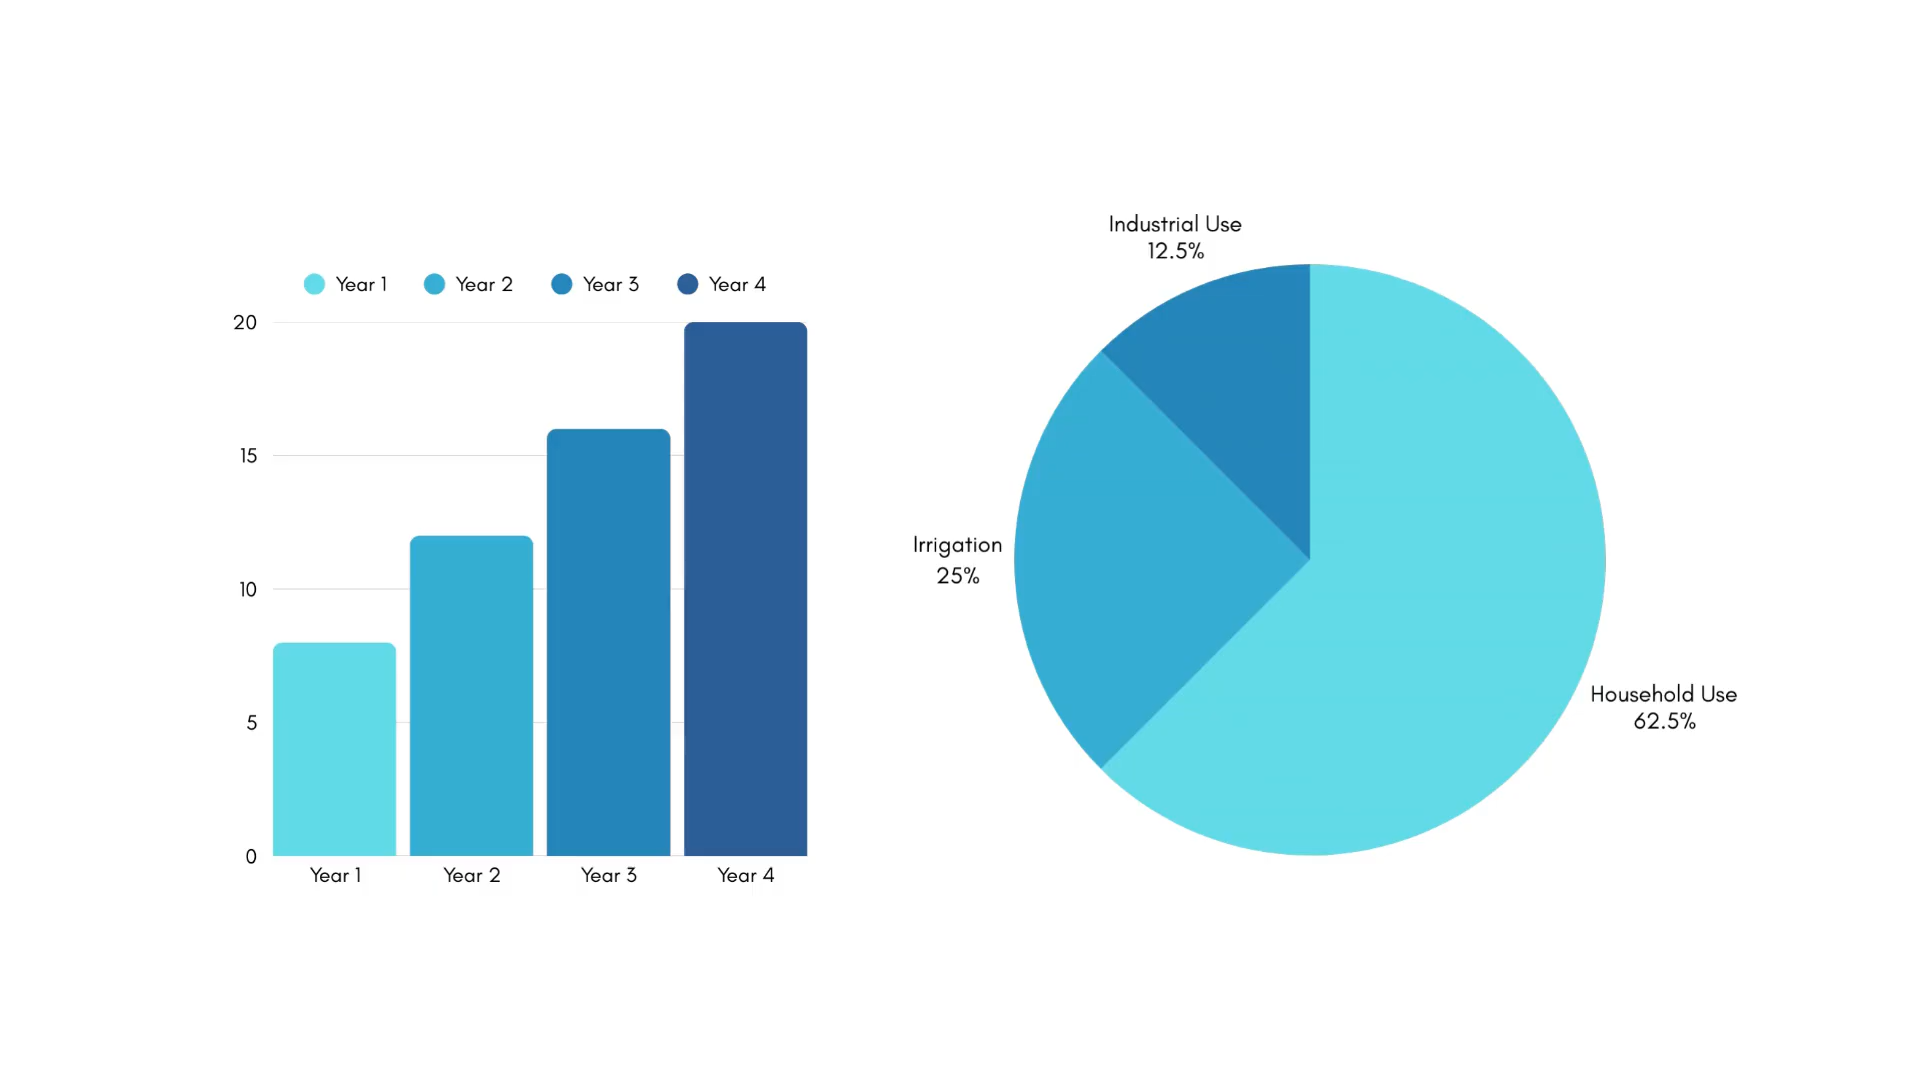 Year 1 Year 2 Year 3 Year 4
20
15
10
5
0
Year 1 Year 2 Year 3 Year 4
Industrial Use
12.5%
Irrigation
25%
Household Use
62.5%